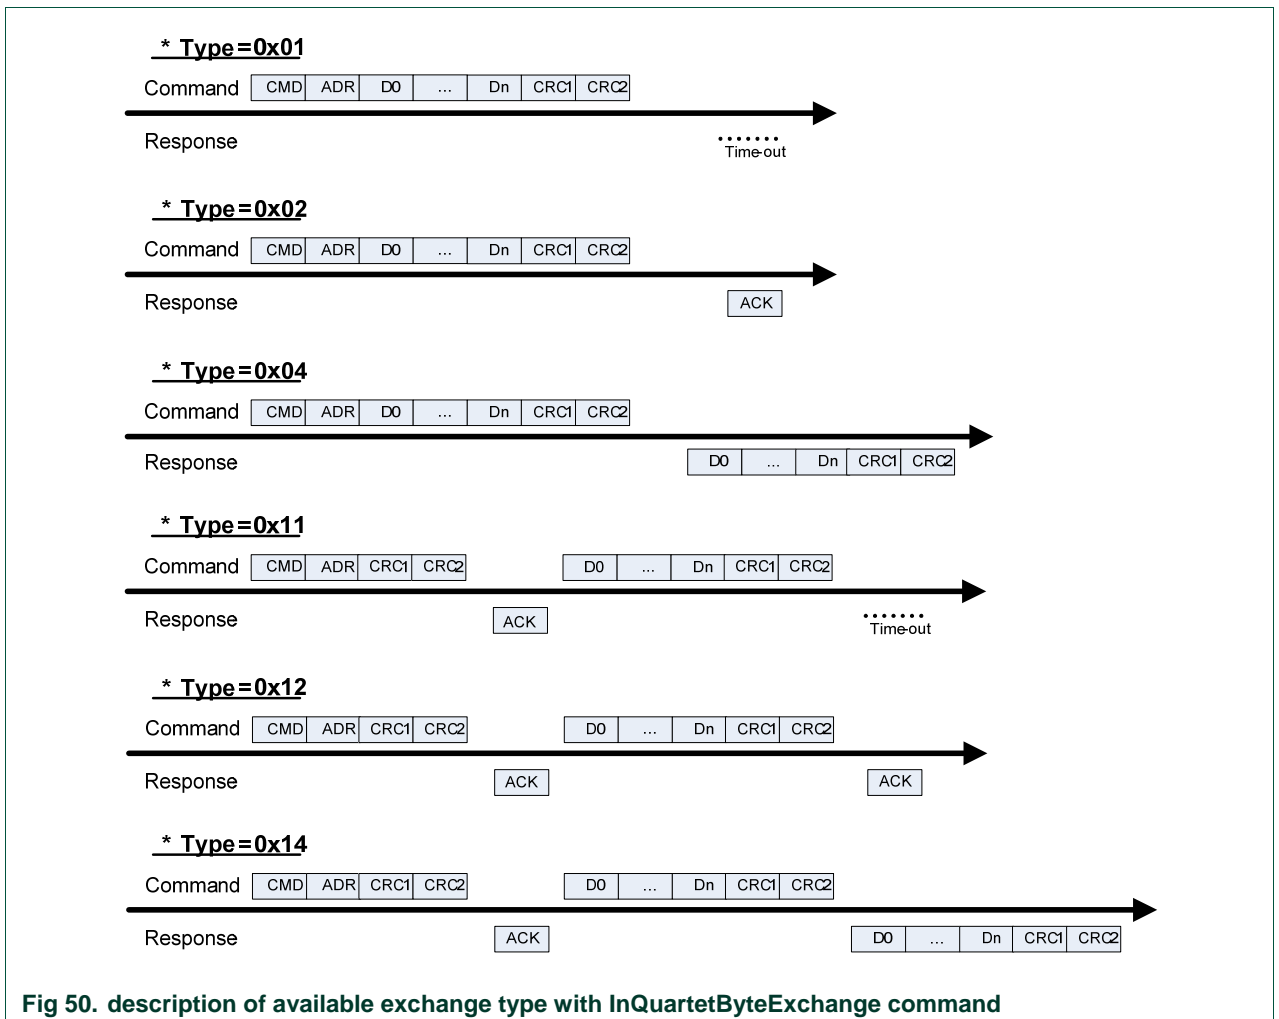 * Type=0x01
Command CMD ADR D0 ... Dn CRC1 CRC2
Response
Time-out
* Type=0x02
Command CMD ADR D0 ... Dn CRC1 CRC2
Response ACK
* Type=0x04
Command CMD ADR D0 ... Dn CRC1 CRC2
Response D0 ... Dn CRC1 CRC2
* Type=0x11
Command CMD ADR CRC1 CRC2 D0 ... Dn CRC1 CRC2
Response ACK
Time-out
* Type=0x12
Command CMD ADR CRC1 CRC2 D0 ... Dn CRC1 CRC2
Response ACK ACK
* Type=0x14
Command CMD ADR CRC1 CRC2 D0 ... Dn CRC1 CRC2
Response ACK D0 ... Dn CRC1 CRC2
Fig 50. description of available exchange type with InQuartetByteExchange command